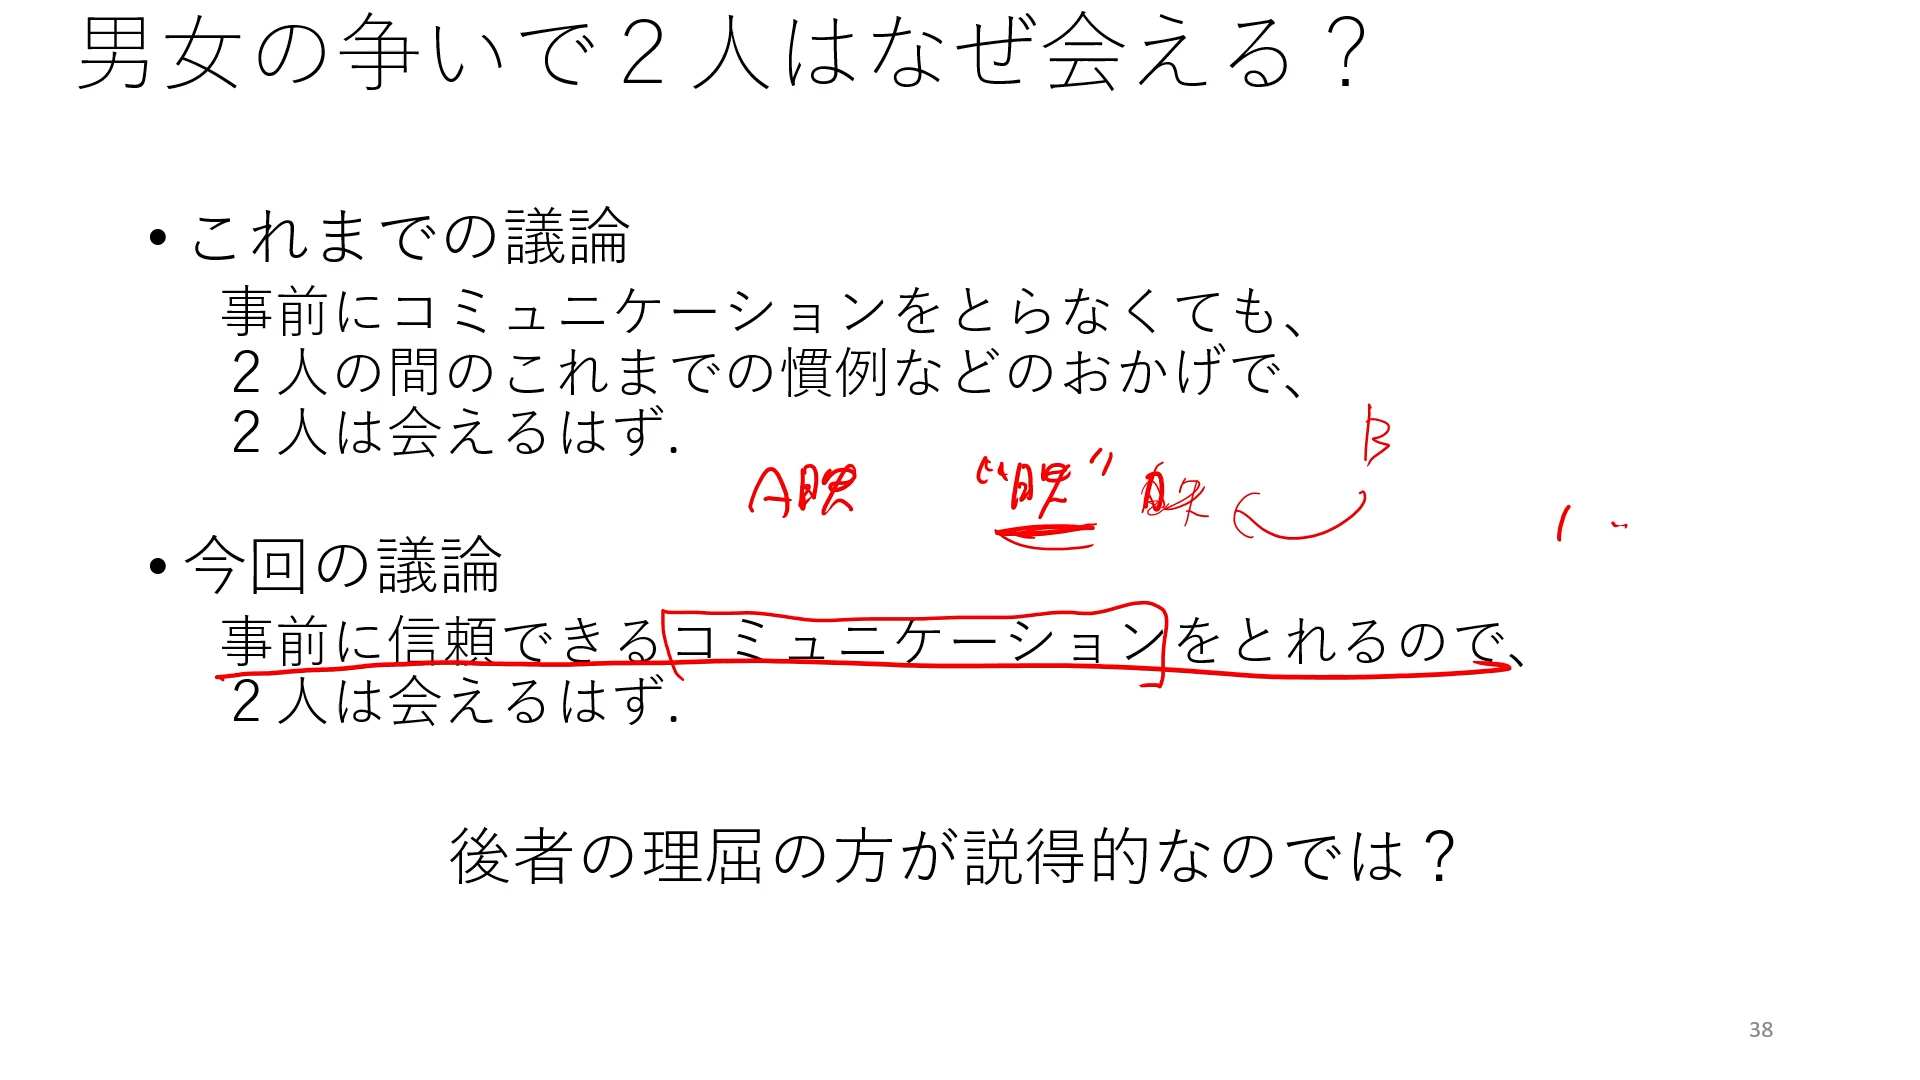 男女の争いで２人はなぜ会える？
• これまでの議論
事前にコミュニケーションをとらなくても、
２人の間のこれまでの慣例などのおかげで、
２人は会えるはず．
B
A映 “映”
• 今回の議論
事前に信頼できるコミュニケーションをとれるので、
２人は会えるはず．
後者の理屈の方が説得的なのでは？
38